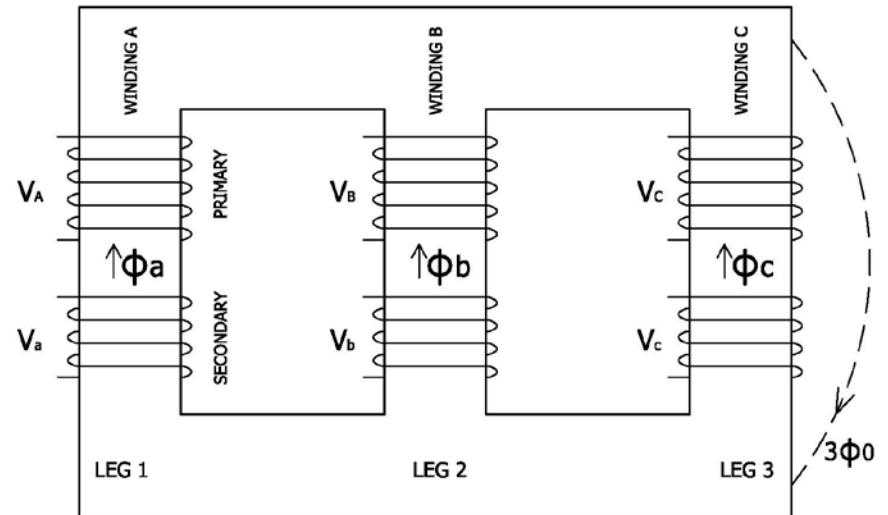 WINDING A
WINDING B
WINDING C
VA
PRIMARY
VB
VC
↑Φa
↑Φb
↑Φc
Va
SECONDARY
Vb
Vc
LEG 1
LEG 2
LEG 3
3Φ0